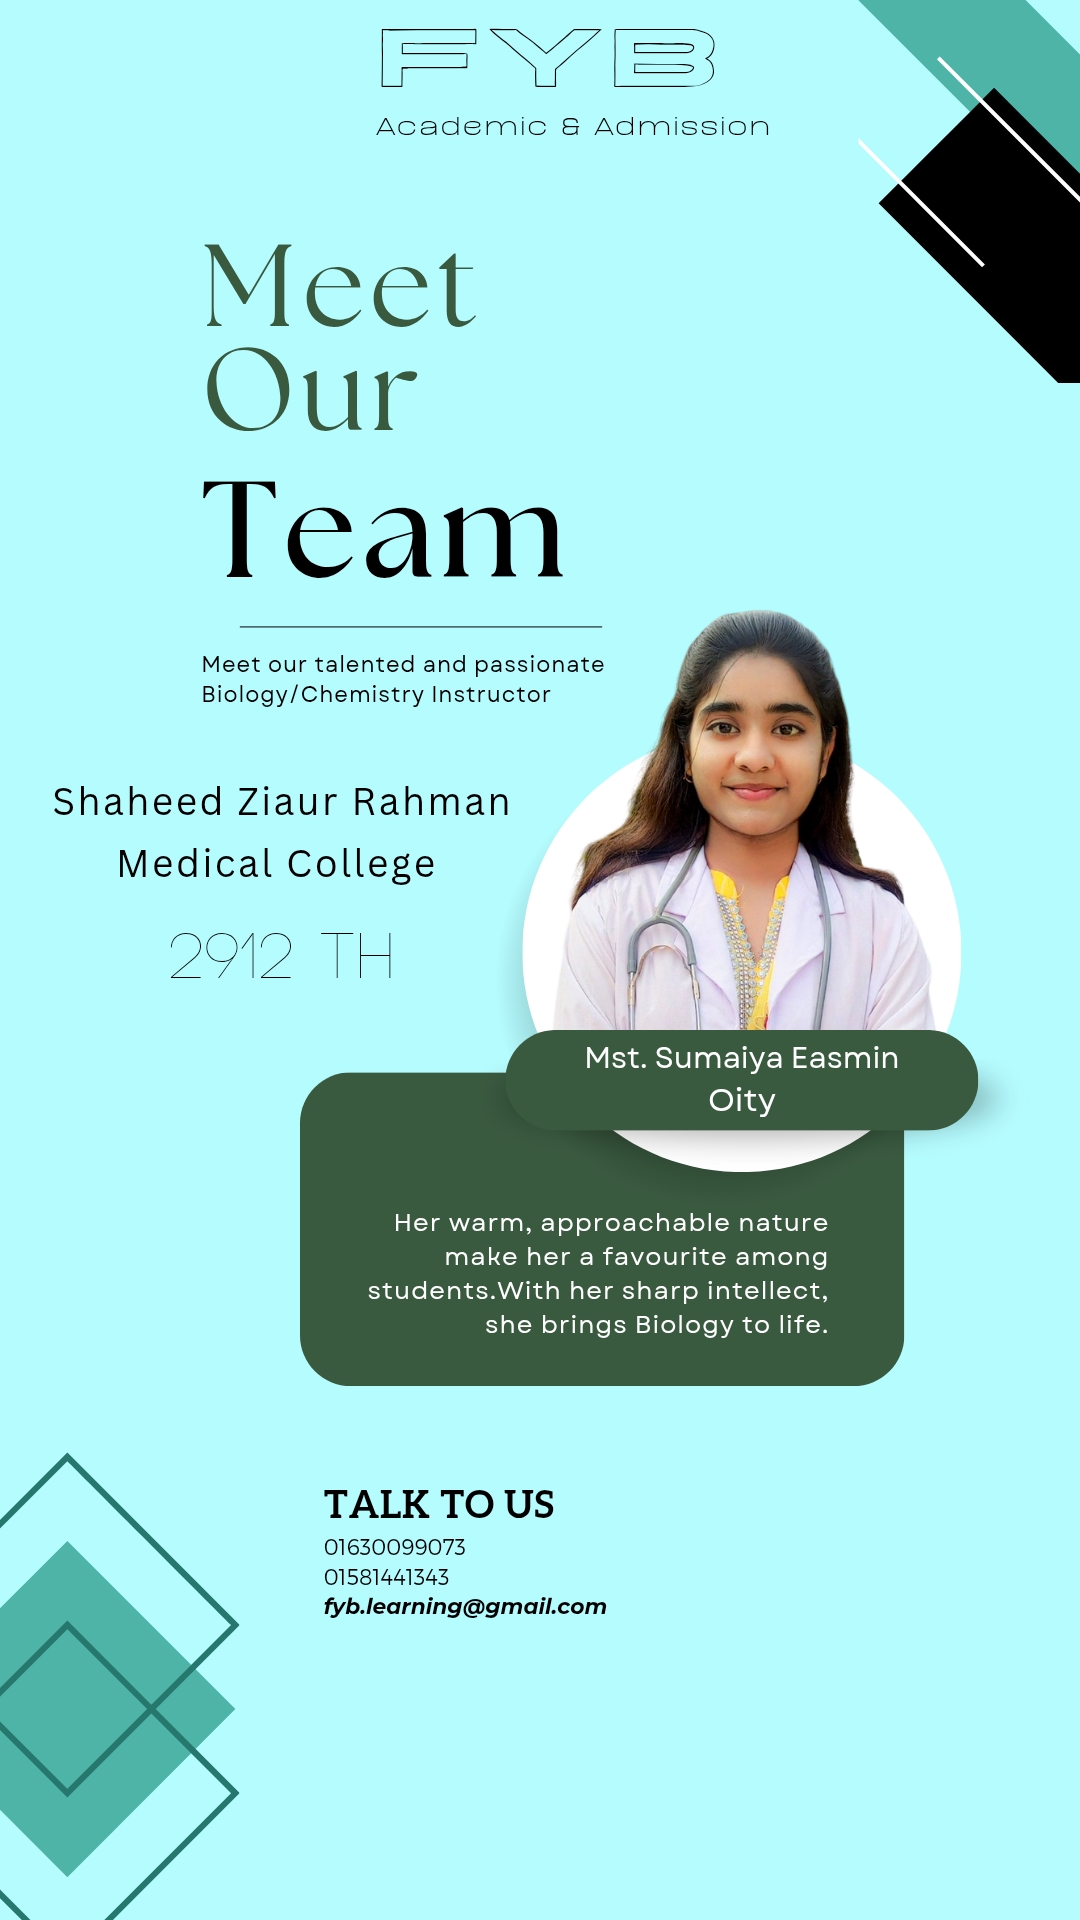 FYB
Academic & Admission
Meet
Our
Team
Meet our talented and passionate
Biology/Chemistry Instructor
Shaheed Ziaur Rahman
Medical College
2912 TH
Mst. Sumaiya Easmin
Oity
Her warm, approachable nature
make her a favourite among
students.With her sharp intellect,
she brings Biology to life.
TALK TO US
01630099073
01581441343
fyb.learning@gmail.com